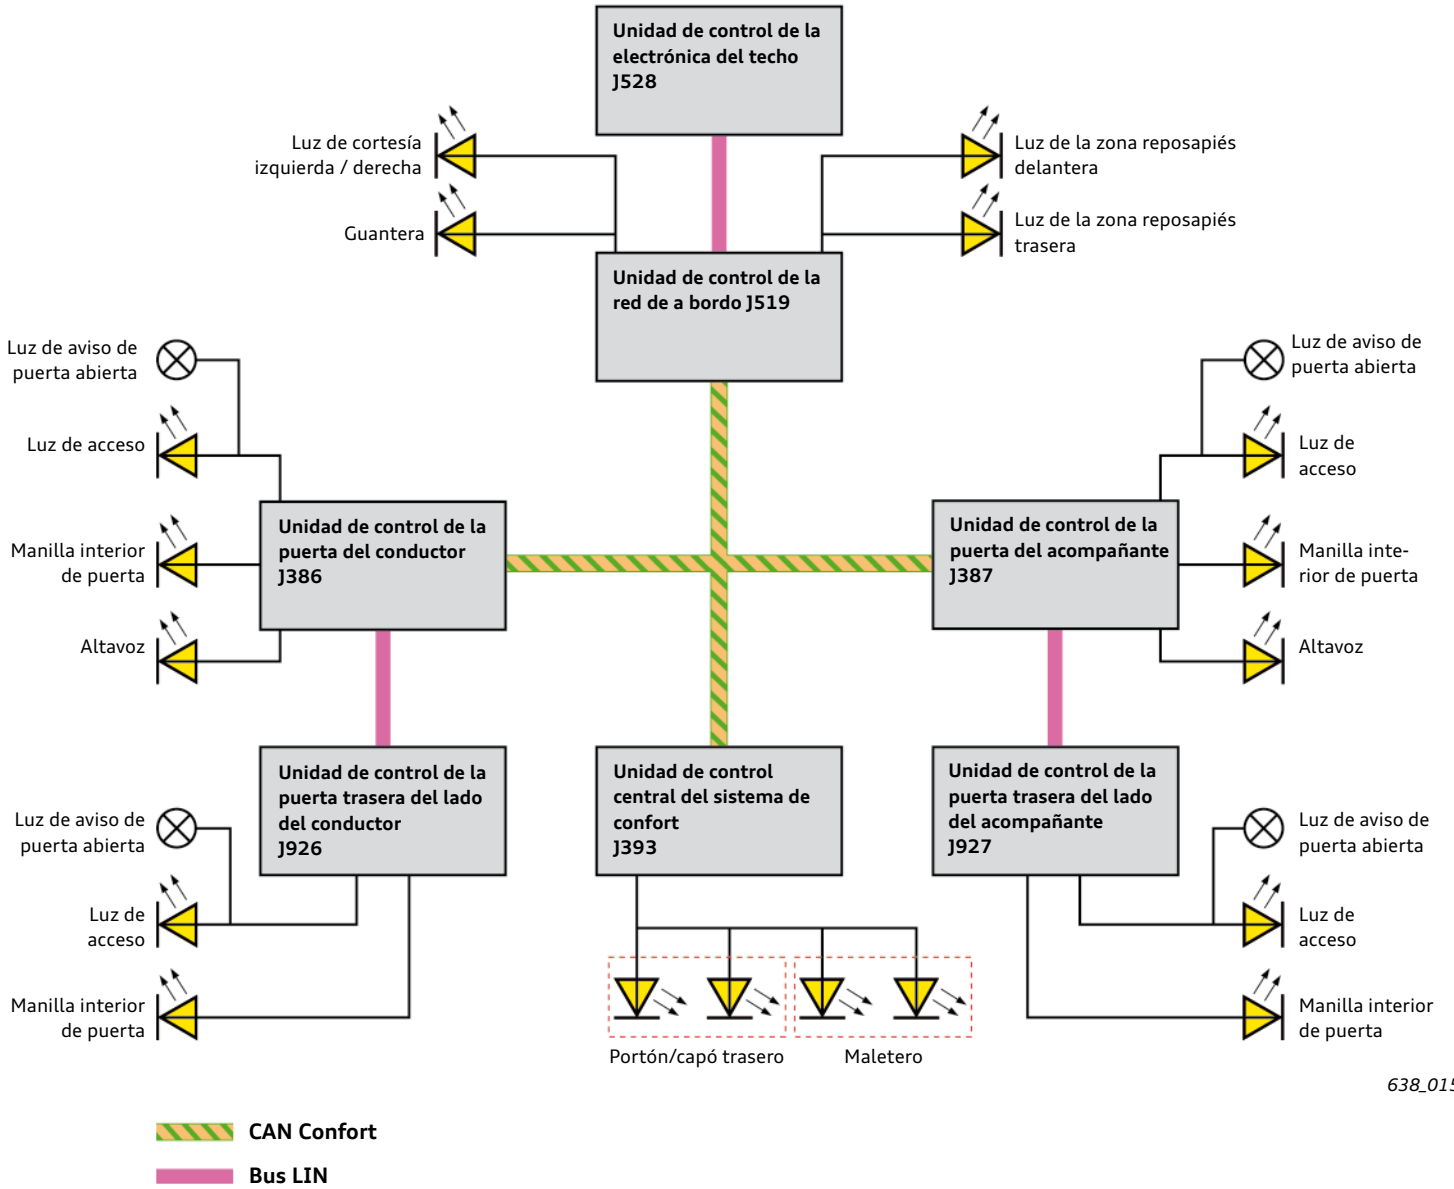 Unidad de control de la
electrónica del techo
J528
Luz de cortesía
izquierda / derecha
Luz de la zona reposapiés
delantera
Guantera
Luz de la zona reposapiés
trasera
Unidad de control de la
red de a bordo J519
Luz de aviso de
puerta abierta
Luz de aviso de
puerta abierta
Luz de acceso
Luz de
acceso
Unidad de control de la
puerta del conductor
J386
Unidad de control de la
puerta del acompañante
J387
Manilla interior
de puerta
Manilla inte-
rior de puerta
Altavoz
Altavoz
Unidad de control de la
puerta trasera del lado
del conductor
J926
Unidad de control
central del sistema de
confort
J393
Unidad de control de la
puerta trasera del lado
del acompañante
J927
Luz de aviso de
puerta abierta
Luz de aviso de
puerta abierta
Luz de
acceso
Luz de
acceso
Manilla interior
de puerta
Manilla interior
de puerta
Portón/capó trasero
Maletero
638_015
CAN Confort
Bus LIN